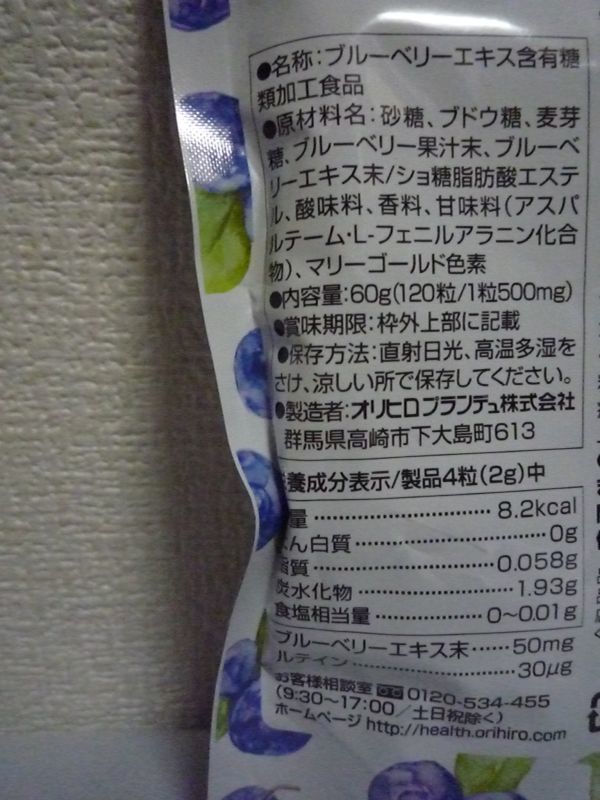 ●名称：ブルーベリーエキス含有糖
類加工食品
●原材料名：砂糖、ブドウ糖、麦芽
糖、ブルーベリー果汁末、ブルーベ
リーエキス末/ショ糖脂肪酸エステ
ル、酸味料、香料、甘味料(アスパ
ルテーム・L-フェニルアラニン化合
物)、マリーゴールド色素
●内容量：60g(120粒/1粒500mg)
●賞味期限：枠外上部に記載
●保存方法：直射日光、高温多湿を
さけ、涼しい所で保存してください。
●製造者：オリヒロプランデュ株式会社
群馬県高崎市下大島町613
養成分表示/製品4粒(2g)中
量 8.2kcal
ん白質 0g
脂質 0.058g
炭水化物 1.93g
食塩相当量 0〜0.01g
ブルーベリーエキス末 50mg
ルテイン 30μg
お客様相談室 0120-534-455
(9:30〜17:00／土日祝除く)
ホームページ http://health.orihiro.com/